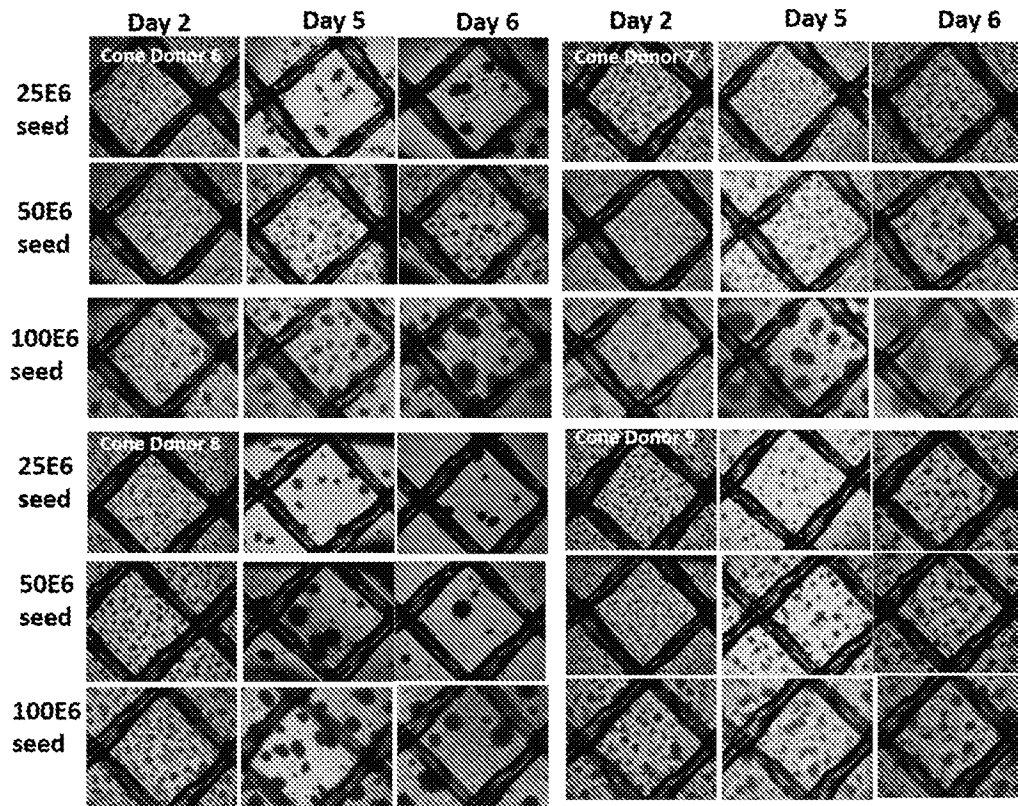 Day 2 Day 5 Day 6 Day 2 Day 5 Day 6
Cone Donor 6 Cone Donor 7
25E6
seed
50E6
seed
100E6
seed
Cone Donor 8 Cone Donor 9
25E6
seed
50E6
seed
100E6
seed